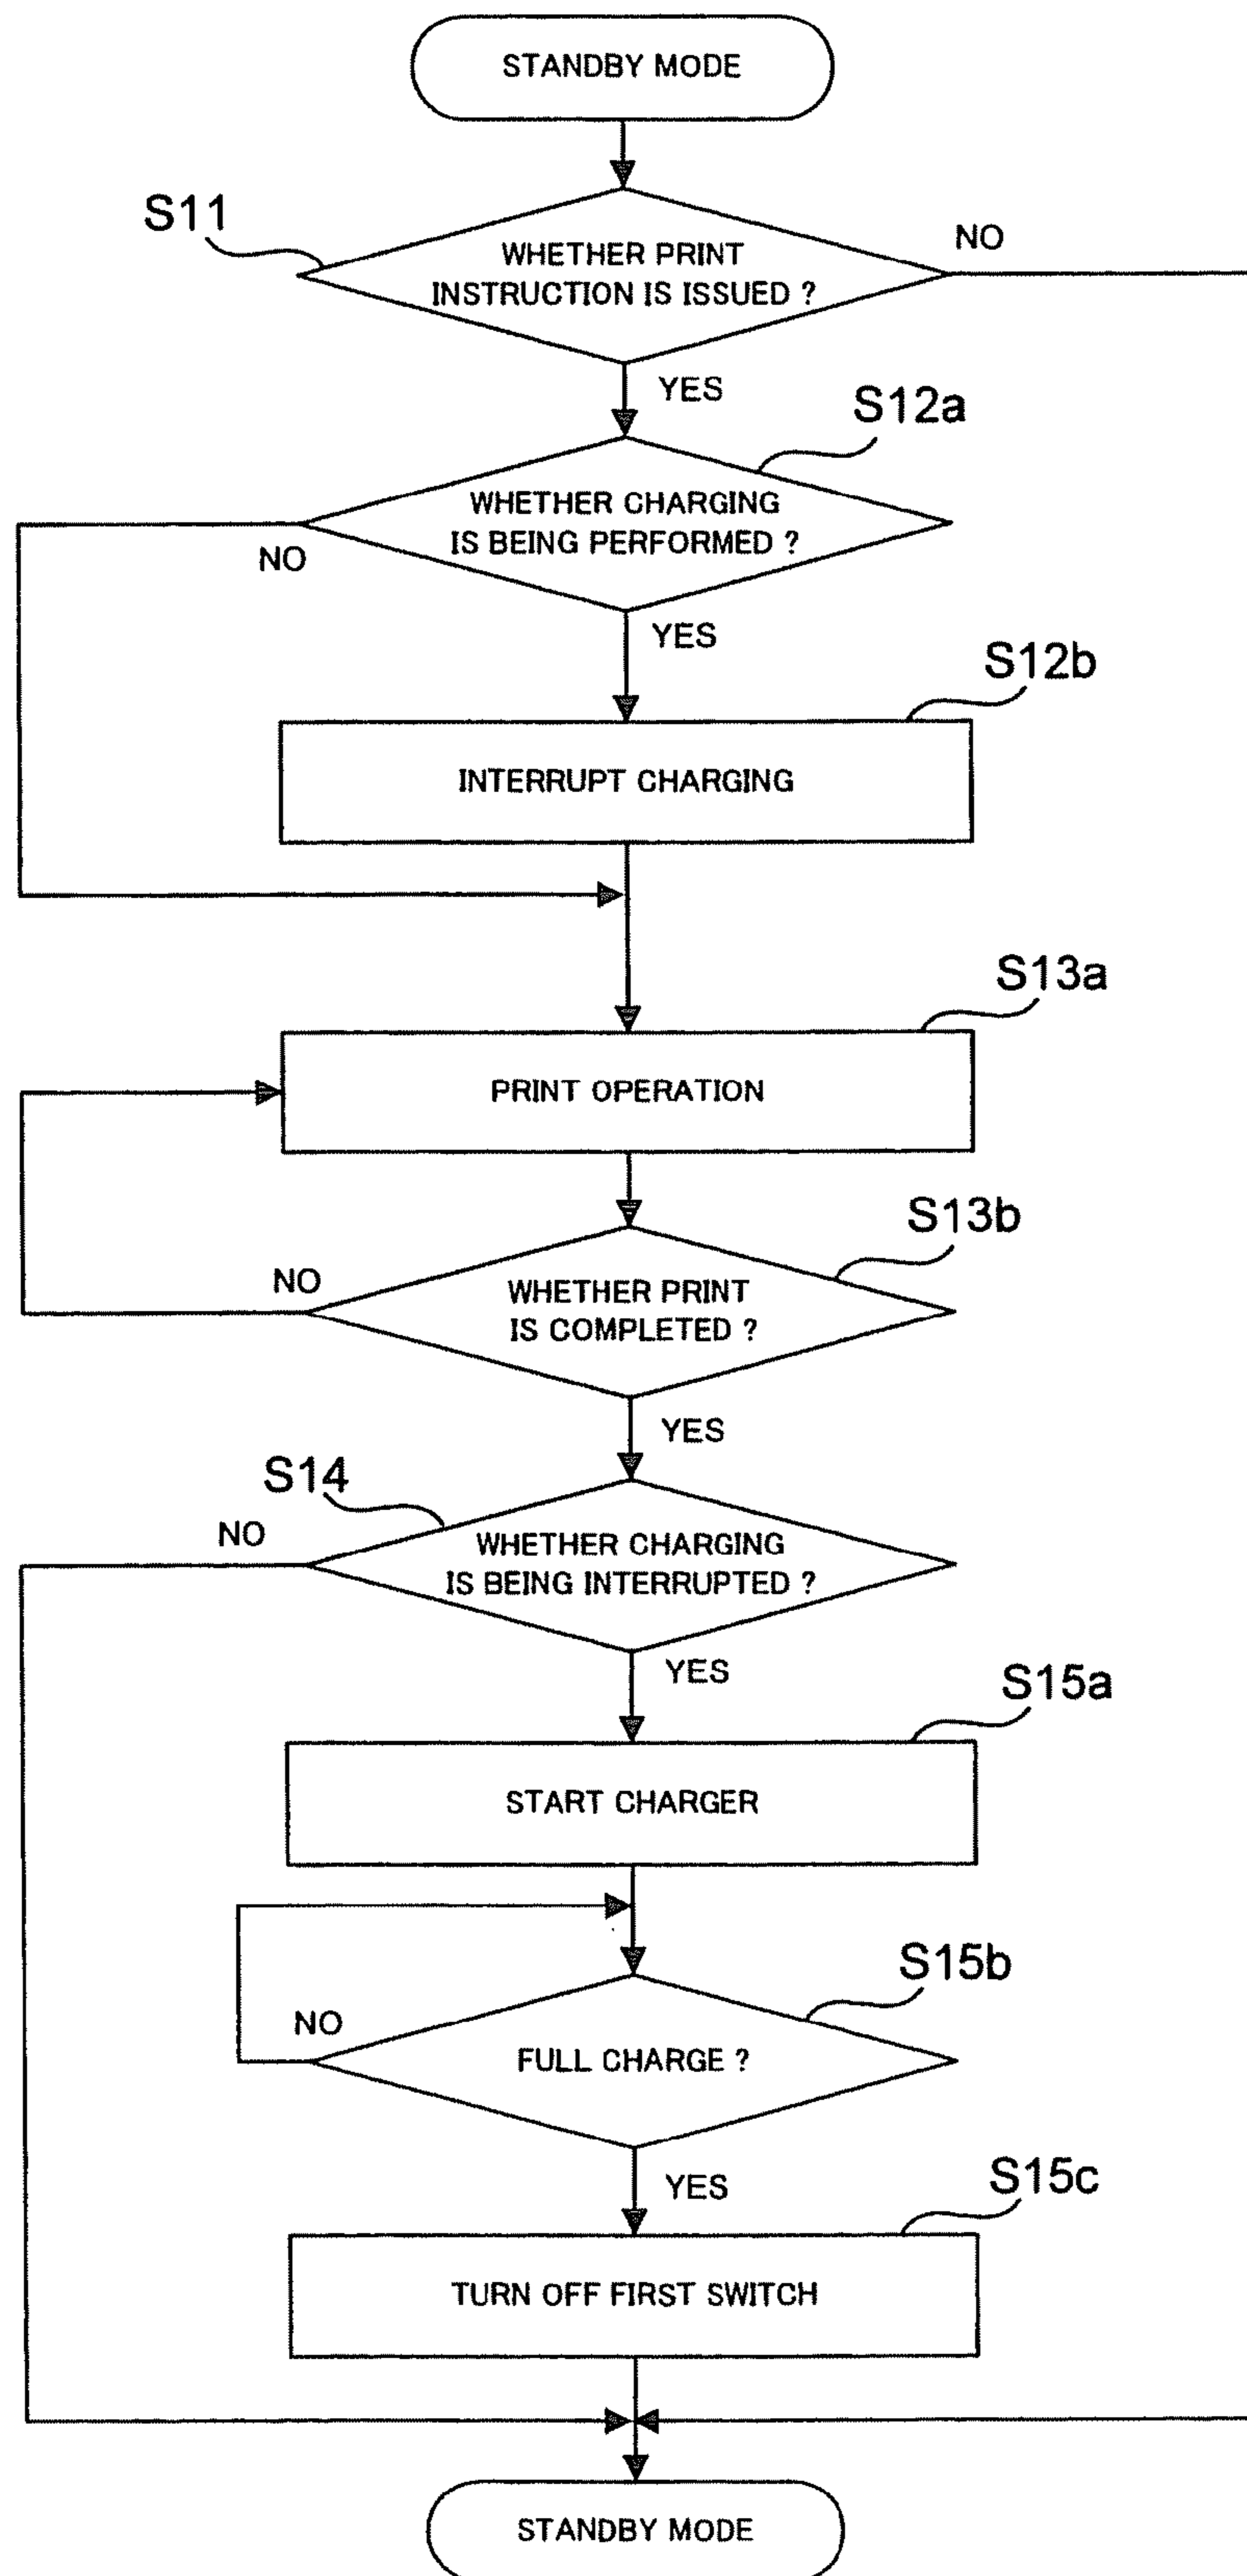 STANDBY MODE
S11
WHETHER PRINT
INSTRUCTION IS ISSUED ?
NO
YES
S12a
WHETHER CHARGING
IS BEING PERFORMED ?
NO
YES
S12b
INTERRUPT CHARGING
S13a
PRINT OPERATION
S13b
NO
WHETHER PRINT
IS COMPLETED ?
YES
S14
NO
WHETHER CHARGING
IS BEING INTERRUPTED ?
YES
S15a
START CHARGER
S15b
NO
FULL CHARGE ?
YES
S15c
TURN OFF FIRST SWITCH
STANDBY MODE